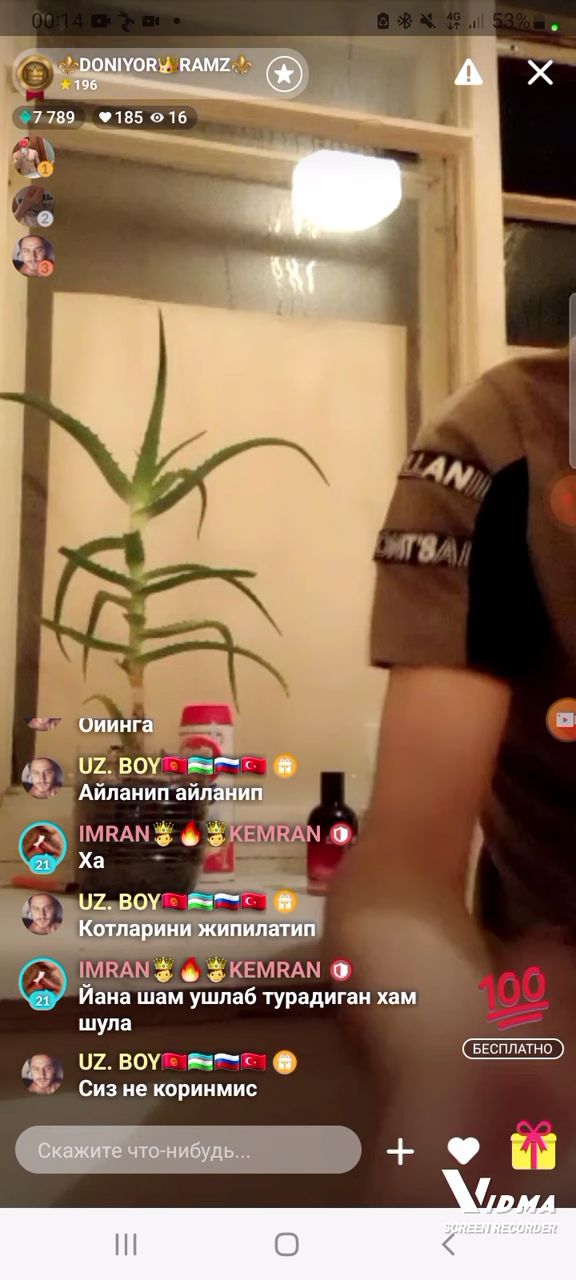 00:14
4G
53%
DONIYOR RAMZ
196
7 789
185
16
1
2
3
Оиинга
UZ. BOY
Айланип айланип
IMRAN KEMRAN
21
Ха
UZ. BOY
Котларини жипилатип
IMRAN KEMRAN
21
Йана шам ушлаб турадиган хам
шула
UZ. BOY
Сиз не коринмис
100
БЕСПЛАТНО
Скажите что-нибудь...
VIDMA
SCREEN RECORDER